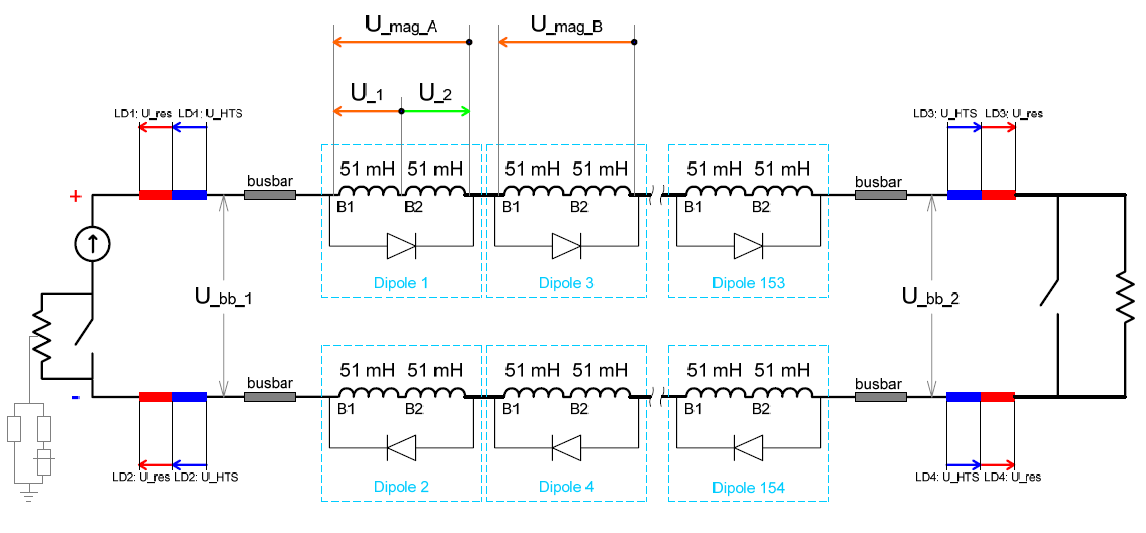 U_mag_A U_mag_B
U_1 U_2
LD1: U_res LD1: U_HTS LD3: U_HTS LD3: U_res
51 mH 51 mH 51 mH 51 mH 51 mH 51 mH
+ busbar busbar
B1 B2 B1 B2 B1 B2
Dipole 1 Dipole 3 Dipole 153
U_bb_1 U_bb_2
51 mH 51 mH 51 mH 51 mH 51 mH 51 mH
- busbar busbar
B1 B2 B1 B2 B1 B2
LD2: U_res LD2: U_HTS LD4: U_HTS LD4: U_res
Dipole 2 Dipole 4 Dipole 154